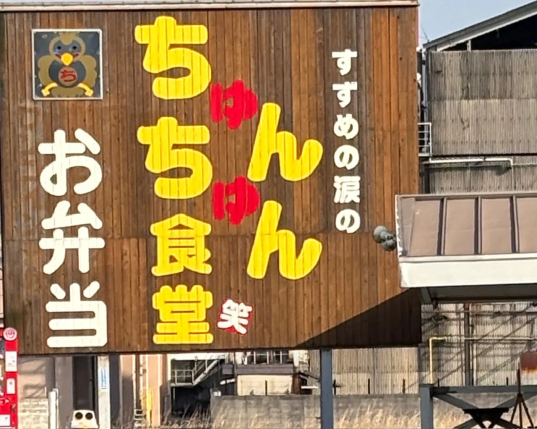 すずめの涙の
ちゅんちゅん食堂笑
お弁当
ち